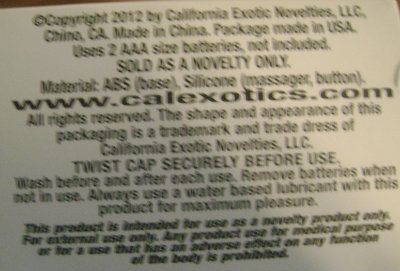 ©Copyright 2012 by California Exotic Novelties, LLC,
Chino, CA. Made in China. Package made in USA.
Uses 2 AAA size batteries, not included.
SOLD AS A NOVELTY ONLY.
Material: ABS (base), Silicone (massager, button).
www.calexotics.com
All rights reserved. The shape and appearance of this
packaging is a trademark and trade dress of
California Exotic Novelties, LLC.
TWIST CAP SECURELY BEFORE USE.
Wash before and after each use. Remove batteries when
not in use. Always use a water based lubricant with this
product for maximum pleasure.
This product is intended for use as a novelty product only.
For external use only. Any product use for medical purpose
or for a use that has an adverse effect on any function
of the body is prohibited.